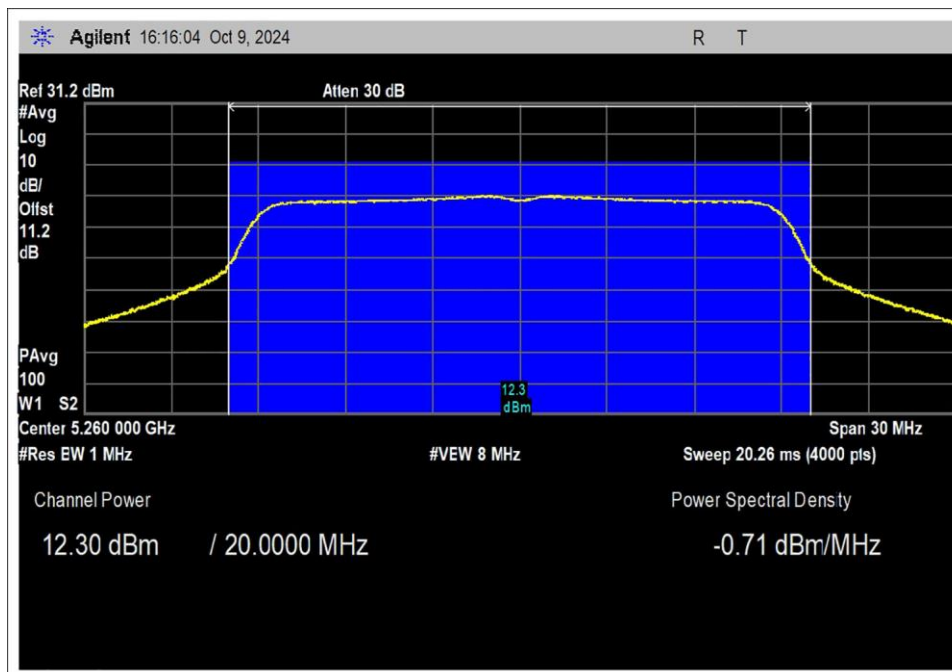 Agilent 16:16:04 Oct 9, 2024 R T
Ref 31.2 dBm Atten 30 dB
#Avg
Log
10
dB/
Offst
11.2
dB
PAvg
100
W1 S2
12.3
dBm
Center 5.260 000 GHz Span 30 MHz
#Res BW 1 MHz #VBW 8 MHz Sweep 20.26 ms (4000 pts)
Channel Power Power Spectral Density
12.30 dBm / 20.0000 MHz -0.71 dBm/MHz